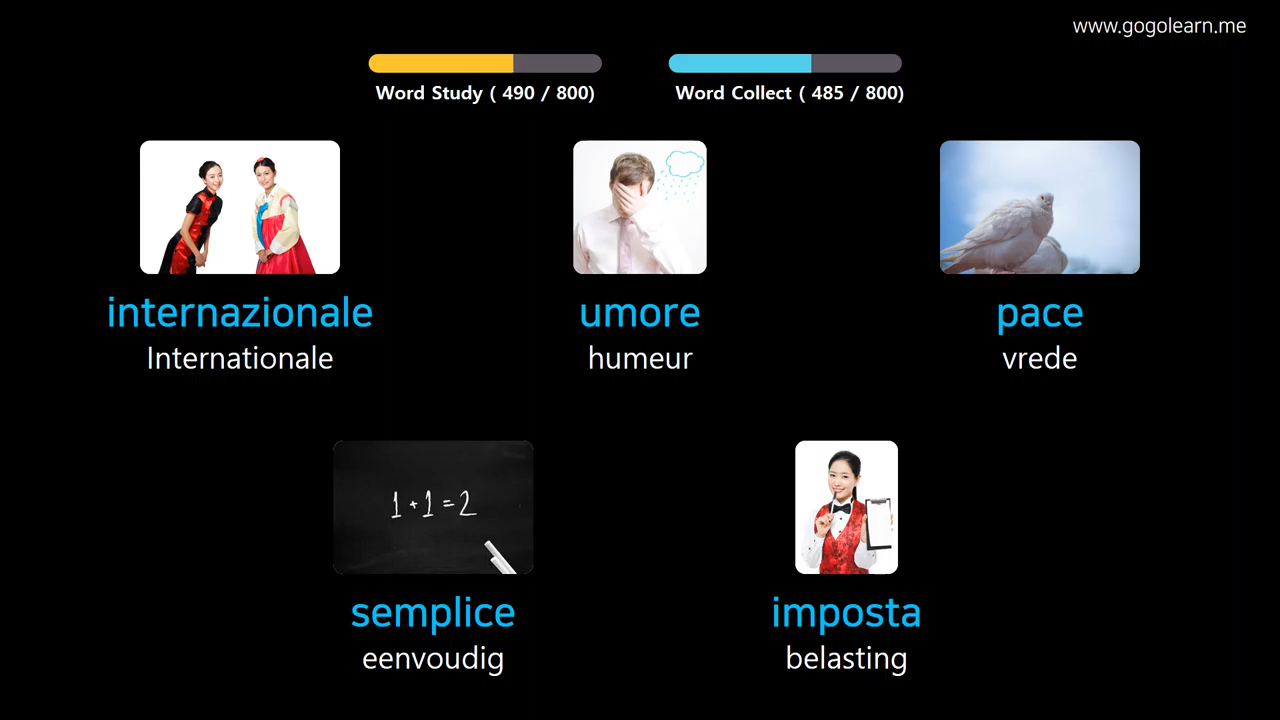 www.gogolearn.me
Word Study ( 490 / 800)
Word Collect ( 485 / 800)
internazionale
Internationale
umore
humeur
pace
vrede
1+1=2
semplice
eenvoudig
imposta
belasting